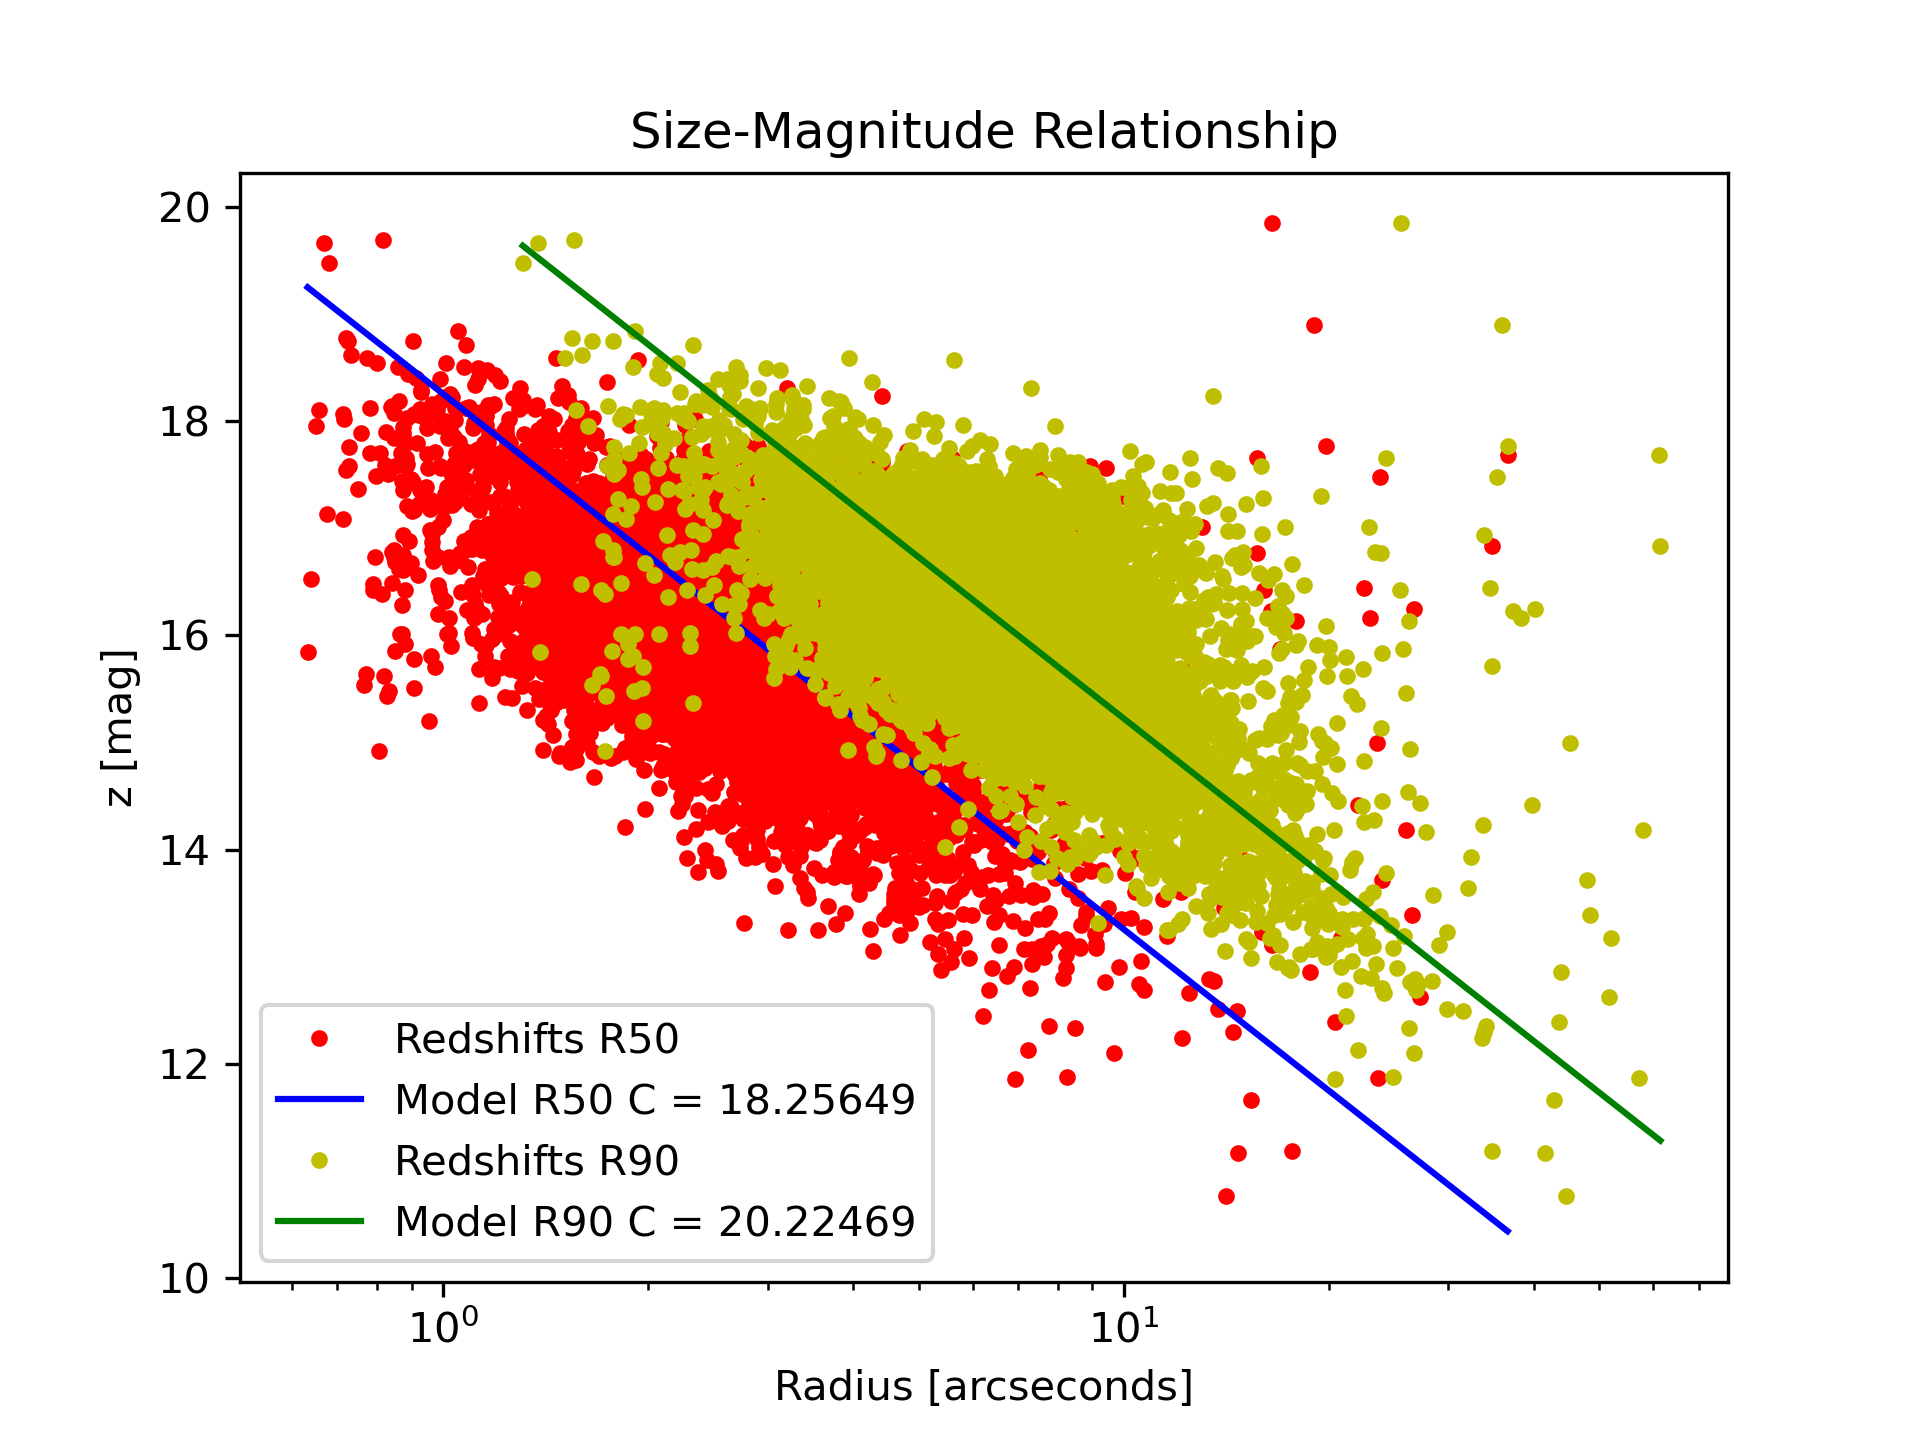 Size-Magnitude Relationship
20
18
16
14
12
10
z [mag]
Redshifts R50
Model R50 C = 18.25649
Redshifts R90
Model R90 C = 20.22469
10⁰
10¹
Radius [arcseconds]